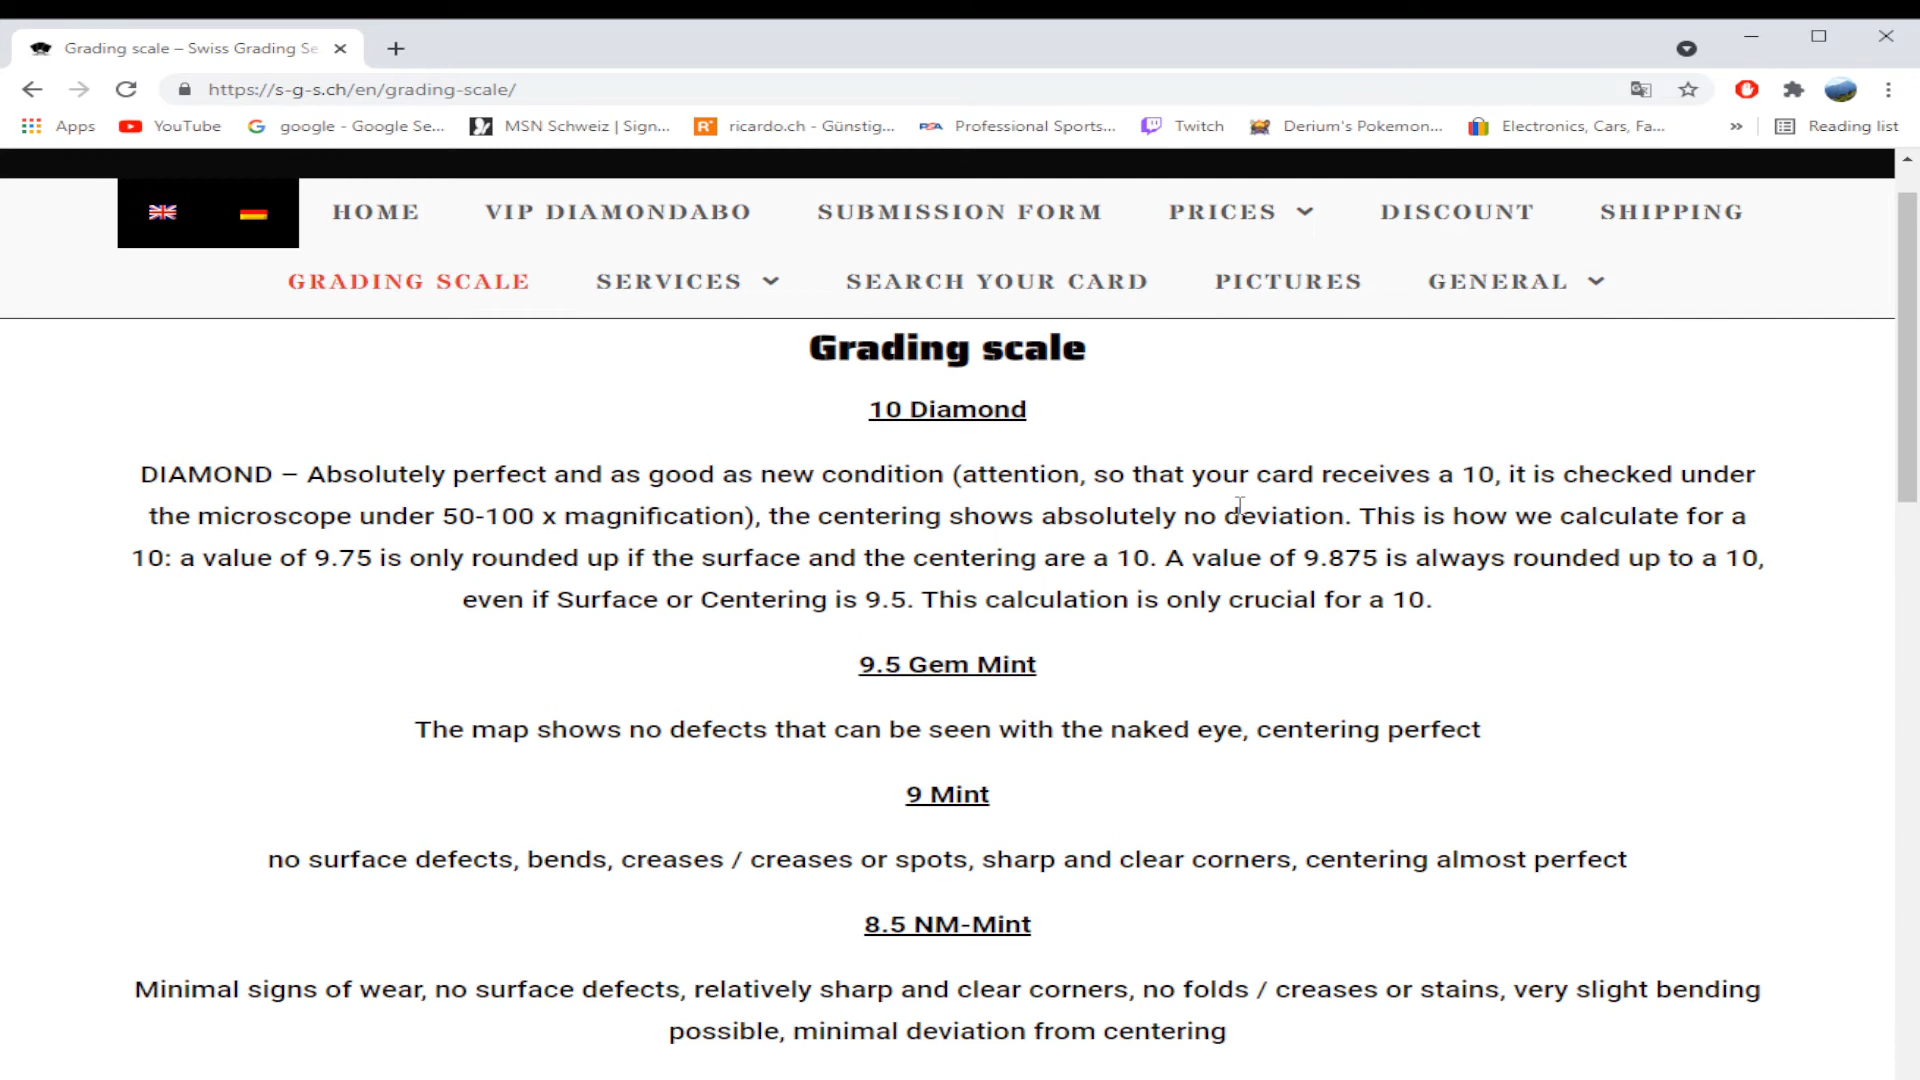 Grading scale – Swiss Grading Se
https://s-g-s.ch/en/grading-scale/
Apps YouTube google - Google Se... MSN Schweiz | Sign... ricardo.ch - Günstig... Professional Sports... Twitch Derium's Pokemon... Electronics, Cars, Fa... » Reading list
HOME VIP DIAMONDABO SUBMISSION FORM PRICES DISCOUNT SHIPPING
GRADING SCALE SERVICES SEARCH YOUR CARD PICTURES GENERAL
Grading scale
10 Diamond
DIAMOND – Absolutely perfect and as good as new condition (attention, so that your card receives a 10, it is checked under
the microscope under 50-100 x magnification), the centering shows absolutely no deviation. This is how we calculate for a
10: a value of 9.75 is only rounded up if the surface and the centering are a 10. A value of 9.875 is always rounded up to a 10,
even if Surface or Centering is 9.5. This calculation is only crucial for a 10.
9.5 Gem Mint
The map shows no defects that can be seen with the naked eye, centering perfect
9 Mint
no surface defects, bends, creases / creases or spots, sharp and clear corners, centering almost perfect
8.5 NM-Mint
Minimal signs of wear, no surface defects, relatively sharp and clear corners, no folds / creases or stains, very slight bending
possible, minimal deviation from centering